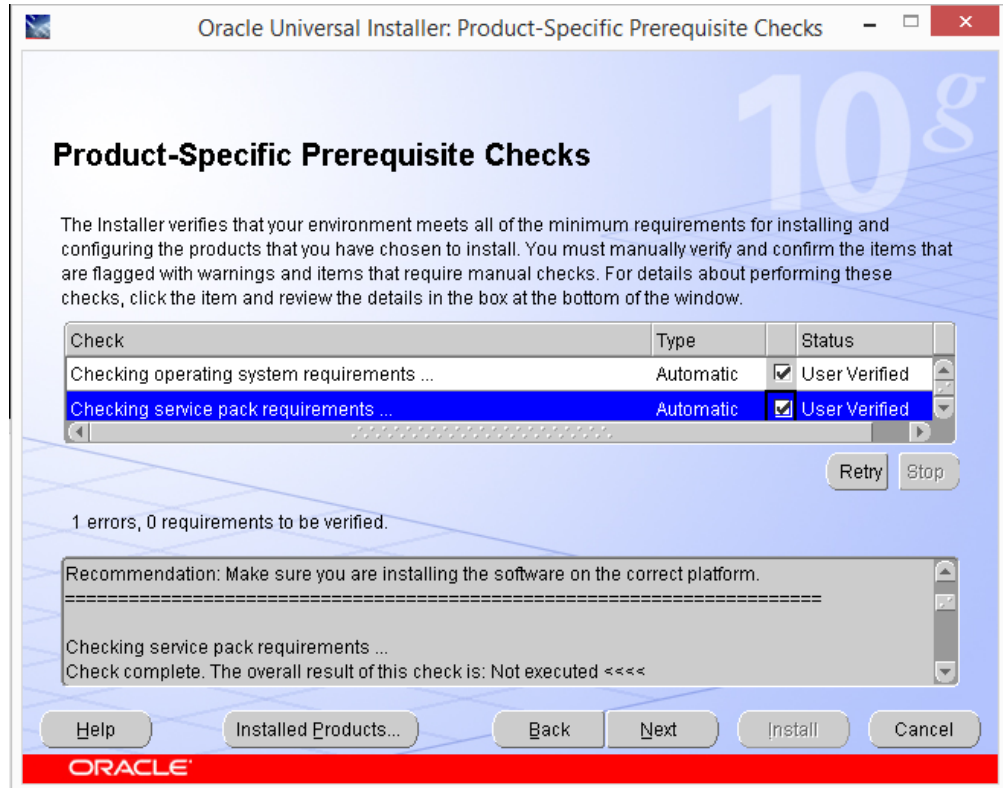 Oracle Universal Installer: Product-Specific Prerequisite Checks
10g
Product-Specific Prerequisite Checks
The Installer verifies that your environment meets all of the minimum requirements for installing and
configuring the products that you have chosen to install. You must manually verify and confirm the items that
are flagged with warnings and items that require manual checks. For details about performing these
checks, click the item and review the details in the box at the bottom of the window.
Check Type Status
Checking operating system requirements ... Automatic User Verified
Checking service pack requirements ... Automatic User Verified
Retry Stop
1 errors, 0 requirements to be verified.
Recommendation: Make sure you are installing the software on the correct platform.
=======================================================================
Checking service pack requirements ...
Check complete. The overall result of this check is: Not executed <<<<
Help Installed Products... Back Next Install Cancel
ORACLE